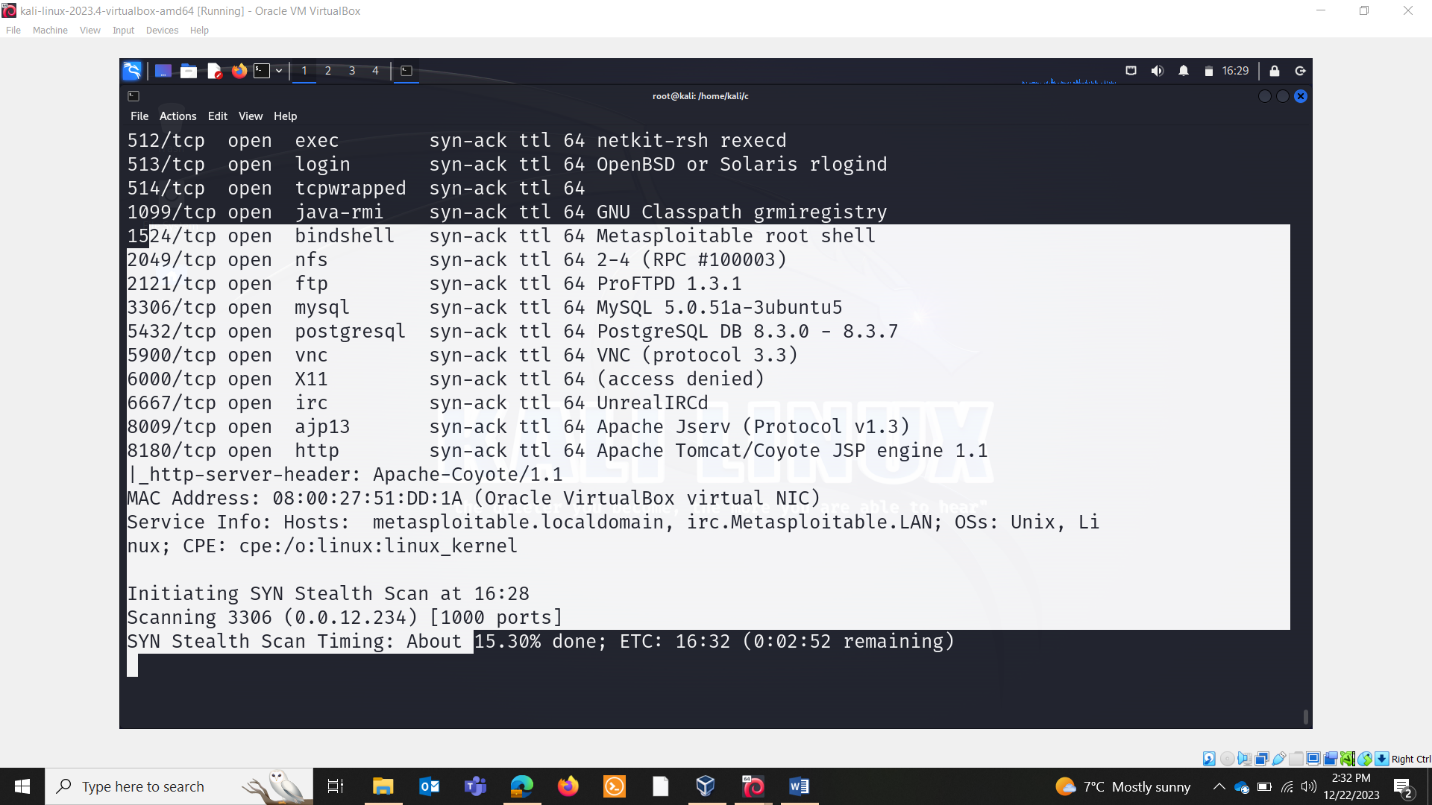 kali-linux-2023.4-virtualbox-amd64 [Running] - Oracle VM VirtualBox
File Machine View Input Devices Help
1 2 3 4 16:29
root@kali: /home/kali/c
File Actions Edit View Help
512/tcp open exec syn-ack ttl 64 netkit-rsh rexecd
513/tcp open login syn-ack ttl 64 OpenBSD or Solaris rlogind
514/tcp open tcpwrapped syn-ack ttl 64
1099/tcp open java-rmi syn-ack ttl 64 GNU Classpath grmiregistry
1524/tcp open bindshell syn-ack ttl 64 Metasploitable root shell
2049/tcp open nfs syn-ack ttl 64 2-4 (RPC #100003)
2121/tcp open ftp syn-ack ttl 64 ProFTPD 1.3.1
3306/tcp open mysql syn-ack ttl 64 MySQL 5.0.51a-3ubuntu5
5432/tcp open postgresql syn-ack ttl 64 PostgreSQL DB 8.3.0 - 8.3.7
5900/tcp open vnc syn-ack ttl 64 VNC (protocol 3.3)
6000/tcp open X11 syn-ack ttl 64 (access denied)
6667/tcp open irc syn-ack ttl 64 UnrealIRCd
8009/tcp open ajp13 syn-ack ttl 64 Apache Jserv (Protocol v1.3)
8180/tcp open http syn-ack ttl 64 Apache Tomcat/Coyote JSP engine 1.1
|_http-server-header: Apache-Coyote/1.1
MAC Address: 08:00:27:51:DD:1A (Oracle VirtualBox virtual NIC)
Service Info: Hosts: metasploitable.localdomain, irc.Metasploitable.LAN; OSs: Unix, Li
nux; CPE: cpe:/o:linux:linux_kernel
Initiating SYN Stealth Scan at 16:28
Scanning 3306 (0.0.12.234) [1000 ports]
SYN Stealth Scan Timing: About 15.30% done; ETC: 16:32 (0:02:52 remaining)
KALI LINUX
Right Ctrl
Type here to search
7°C Mostly sunny
2:32 PM
12/22/2023
2